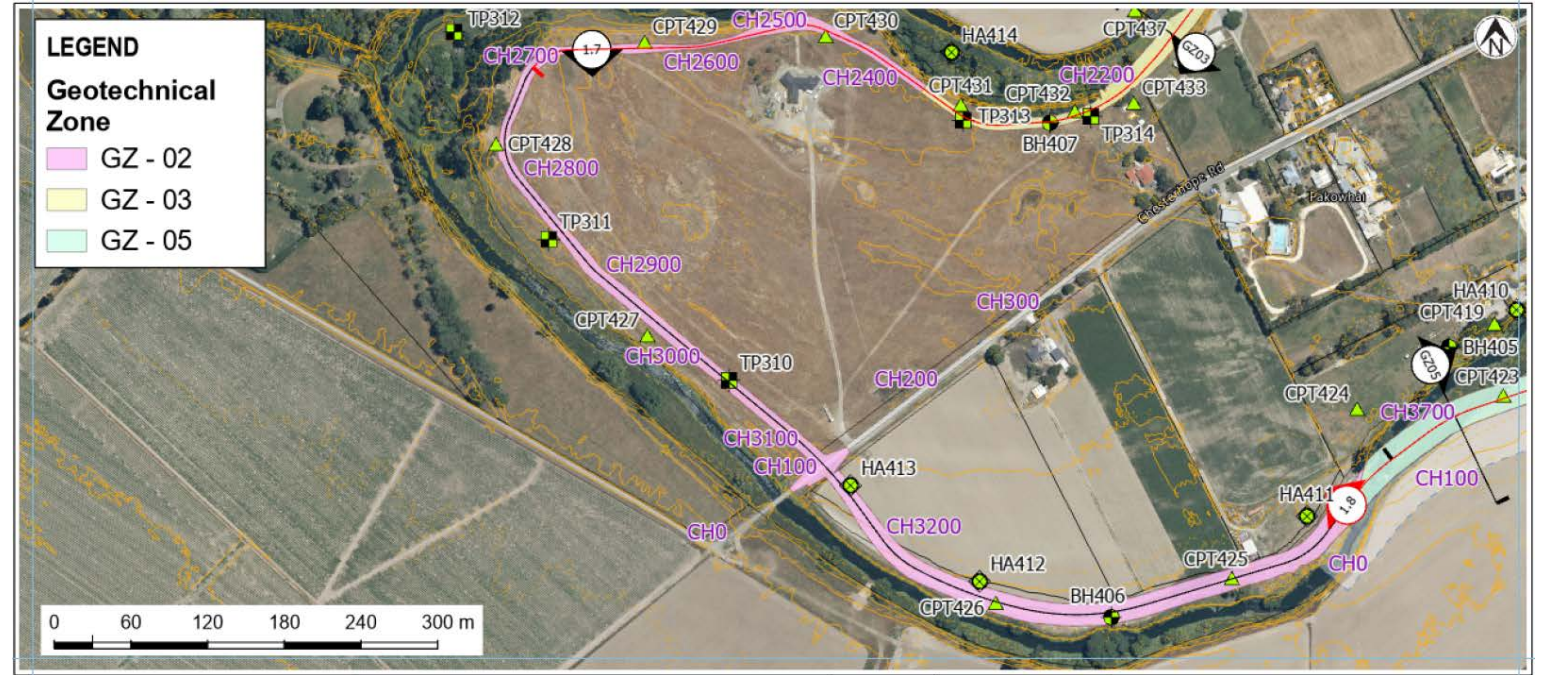 LEGEND
Geotechnical
Zone
GZ - 02
GZ - 03
GZ - 05
TP312
CH2700
1.7
CPT429
CH2600
CH2500
CPT430
CH2400
HA414
CPT431
TP313
CPT432
BH407
TP314
CH2200
CPT437
CPT433
GZ03
N
CPT428
CH2800
TP311
CH2900
CPT427
CH3000
TP310
CH3100
CH100
CH0
HA413
CH3200
CH200
CH300
Chesterhope Rd
Pakowhai
HA410
CPT419
BH405
GZ05
CPT423
CPT424
CH3700
CH100
HA411
1.8
CH0
CPT425
HA412
CPT426
BH406
0 60 120 180 240 300 m